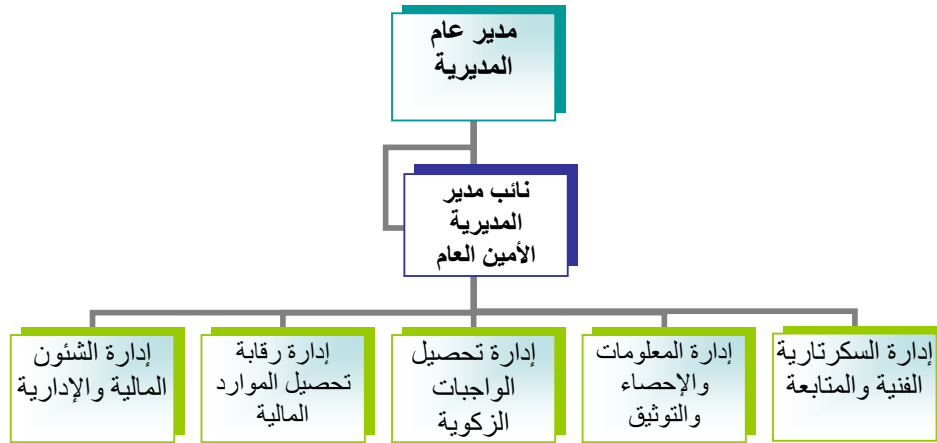 مدير عام
المديرية
نائب مدير
المديرية
الأمين العام
إدارة السكرتارية
الفنية والمتابعة
إدارة المعلومات
والإحصاء
والتوثيق
إدارة تحصيل
الواجبات
الزكوية
إدارة رقابة
تحصيل الموارد
المالية
إدارة الشئون
المالية والإدارية